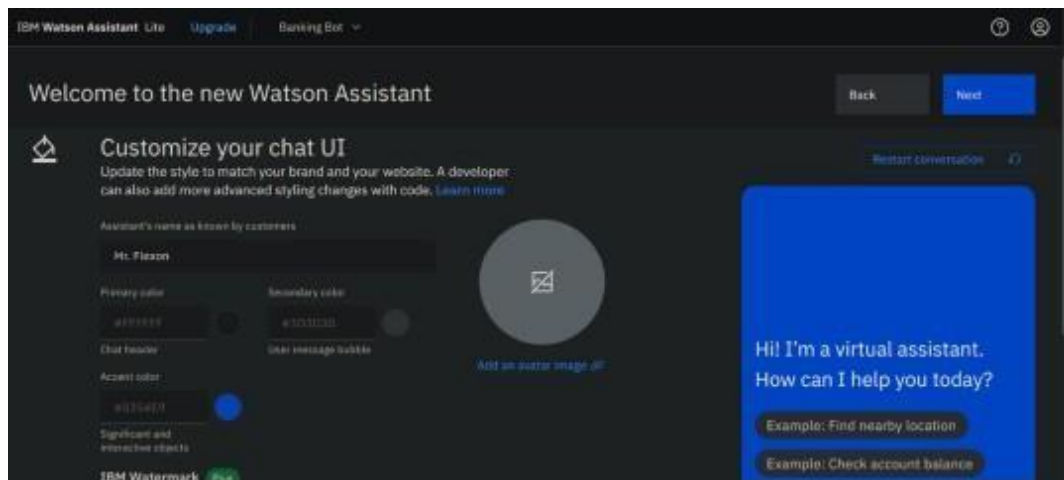 IBM Watson Assistant Lite Upgrade Banking Bot
Welcome to the new Watson Assistant
Back
Next
Customize your chat UI
Update the style to match your brand and your website. A developer
can also add more advanced styling changes with code. Learn more
Restart conversation
Assistant's name as known by customers
Mr. Flexon
Primary color
Secondary color
Chat header
User message bubble
Add an avatar image
Accent color
Significant and
interactive objects
IBM Watermark
Hi! I'm a virtual assistant.
How can I help you today?
Example: Find nearby location
Example: Check account balance